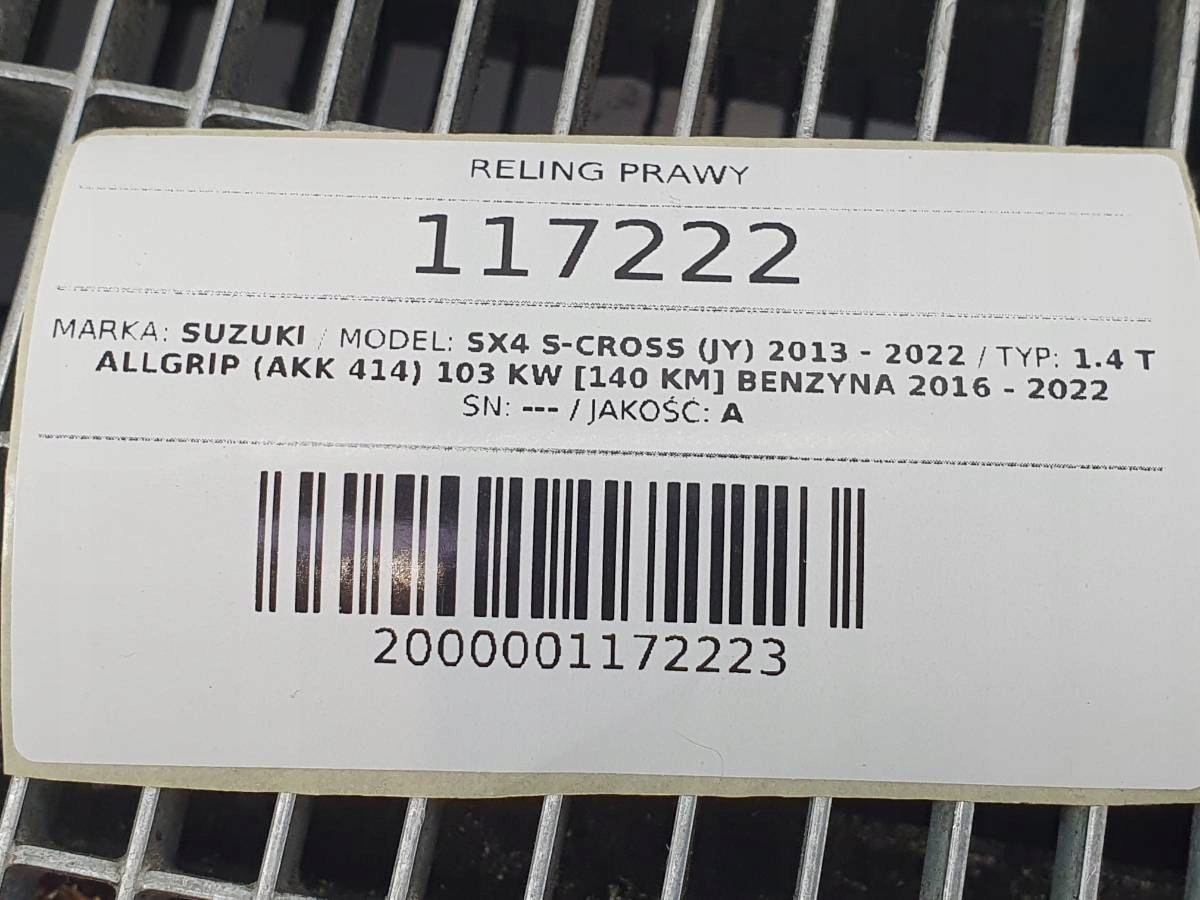 RELING PRAWY
117222
MARKA: SUZUKI / MODEL: SX4 S-CROSS (JY) 2013 - 2022 / TYP: 1.4 T
ALLGRIP (AKK 414) 103 KW [140 KM] BENZYNA 2016 - 2022
SN: --- / JAKOŚĆ: A
2000001172223